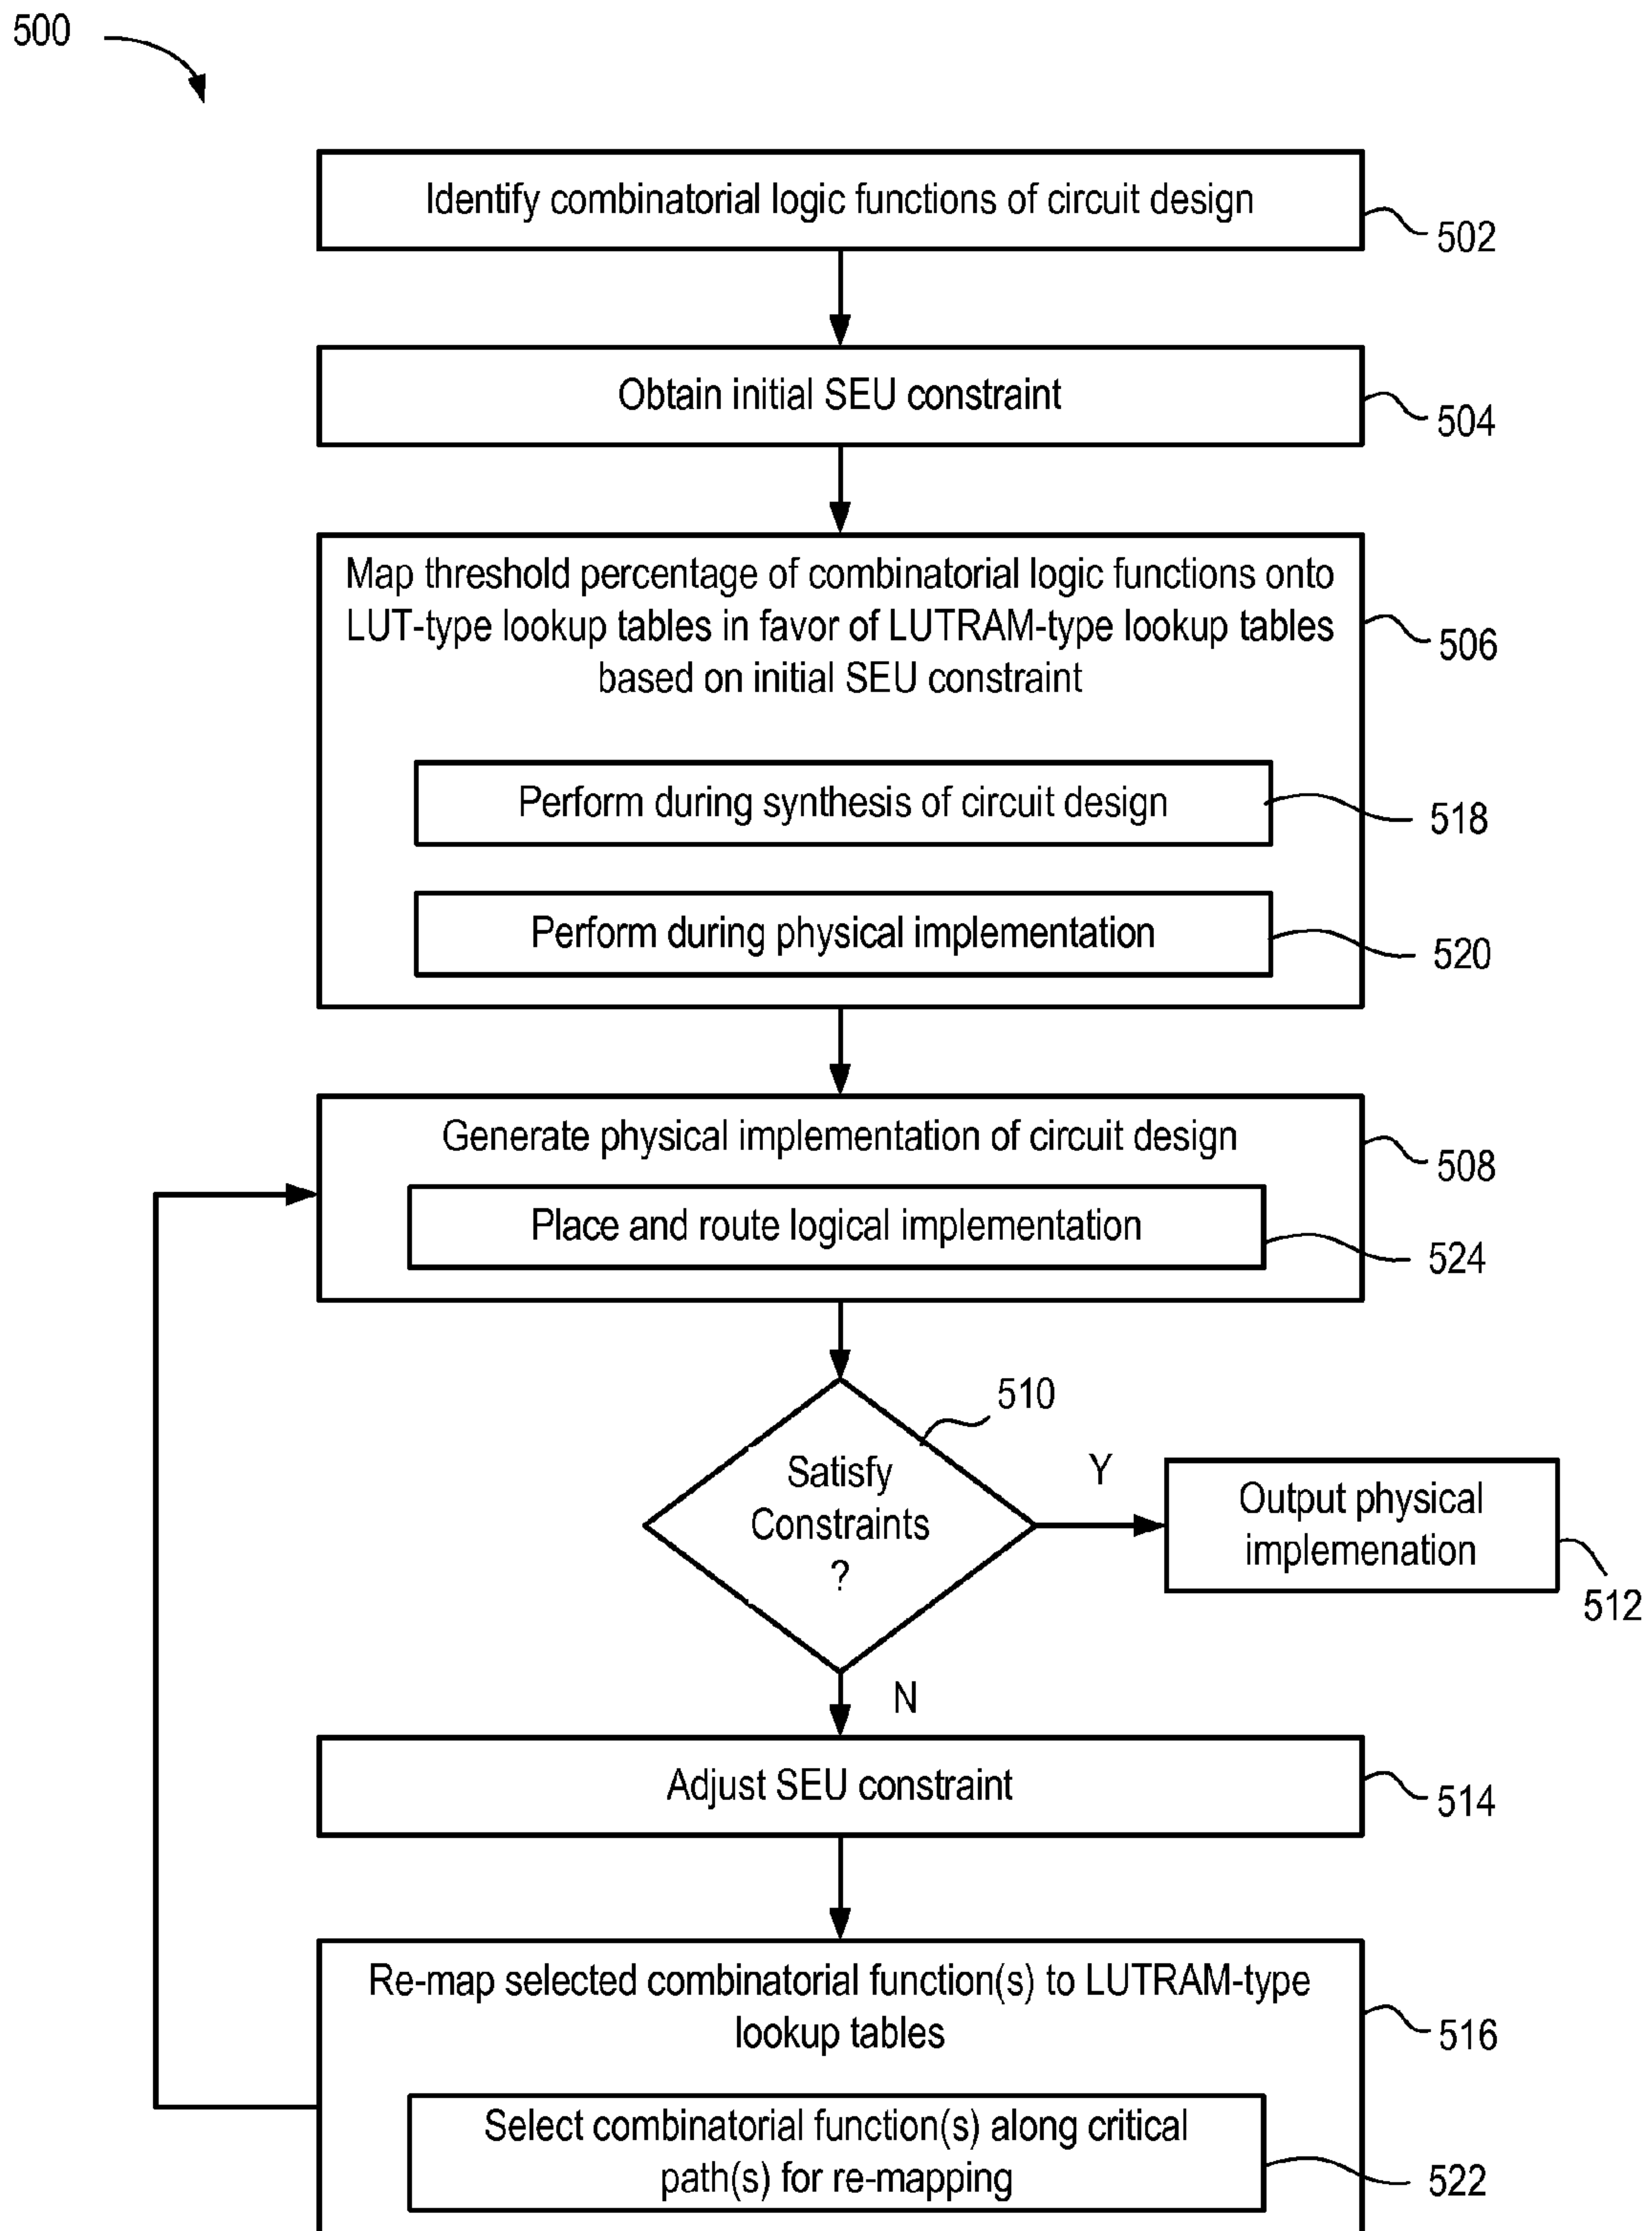 500
Identify combinatorial logic functions of circuit design
502
Obtain initial SEU constraint
504
Map threshold percentage of combinatorial logic functions onto
LUT-type lookup tables in favor of LUTRAM-type lookup tables
based on initial SEU constraint
506
Perform during synthesis of circuit design
518
Perform during physical implementation
520
Generate physical implementation of circuit design
508
Place and route logical implementation
524
510
Satisfy
Constraints
?
Y
Output physical
implemenation
512
N
Adjust SEU constraint
514
Re-map selected combinatorial function(s) to LUTRAM-type
lookup tables
516
Select combinatorial function(s) along critical
path(s) for re-mapping
522